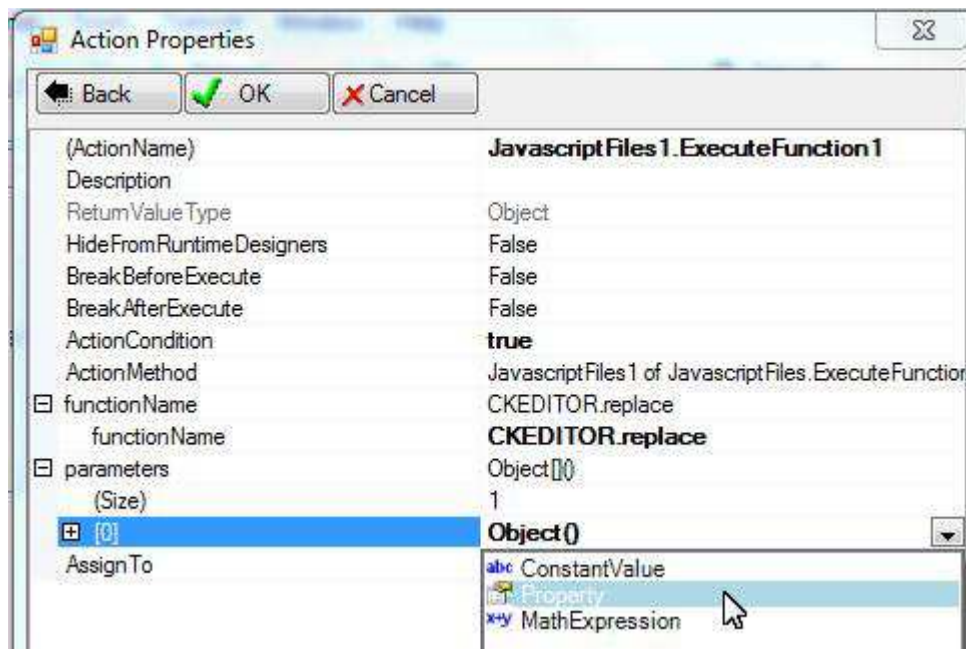 Action Properties
Back OK Cancel
(ActionName) JavascriptFiles1.ExecuteFunction1
Description
ReturnValueType Object
HideFromRuntimeDesigners False
BreakBeforeExecute False
BreakAfterExecute False
ActionCondition true
ActionMethod JavascriptFiles1 of JavascriptFiles.ExecuteFunction
functionName CKEDITOR.replace
functionName CKEDITOR.replace
parameters Object[]()
(Size) 1
[0] Object()
AssignTo
abc ConstantValue
Property
x+y MathExpression